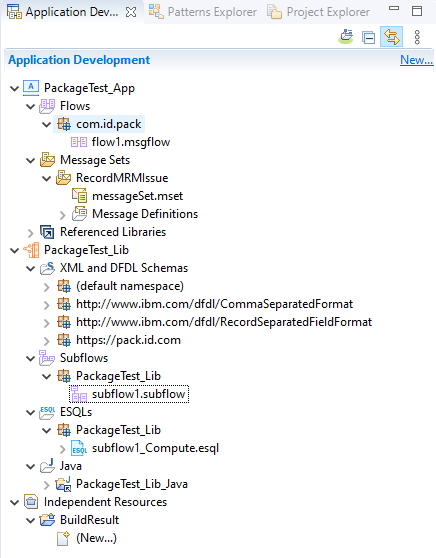 Application Dev... Patterns Explorer Project Explorer
Application Development New...
A PackageTest_App
Flows
com.id.pack
flow1.msgflow
Message Sets
RecordMRMIssue
messageSet.mset
Message Definitions
Referenced Libraries
PackageTest_Lib
XML and DFDL Schemas
(default namespace)
http://www.ibm.com/dfdl/CommaSeparatedFormat
http://www.ibm.com/dfdl/RecordSeparatedFieldFormat
https://pack.id.com
Subflows
PackageTest_Lib
subflow1.subflow
ESQL ESQLs
PackageTest_Lib
ESQL subflow1_Compute.esql
Java
PackageTest_Lib_Java
Independent Resources
BuildResult
(New...)